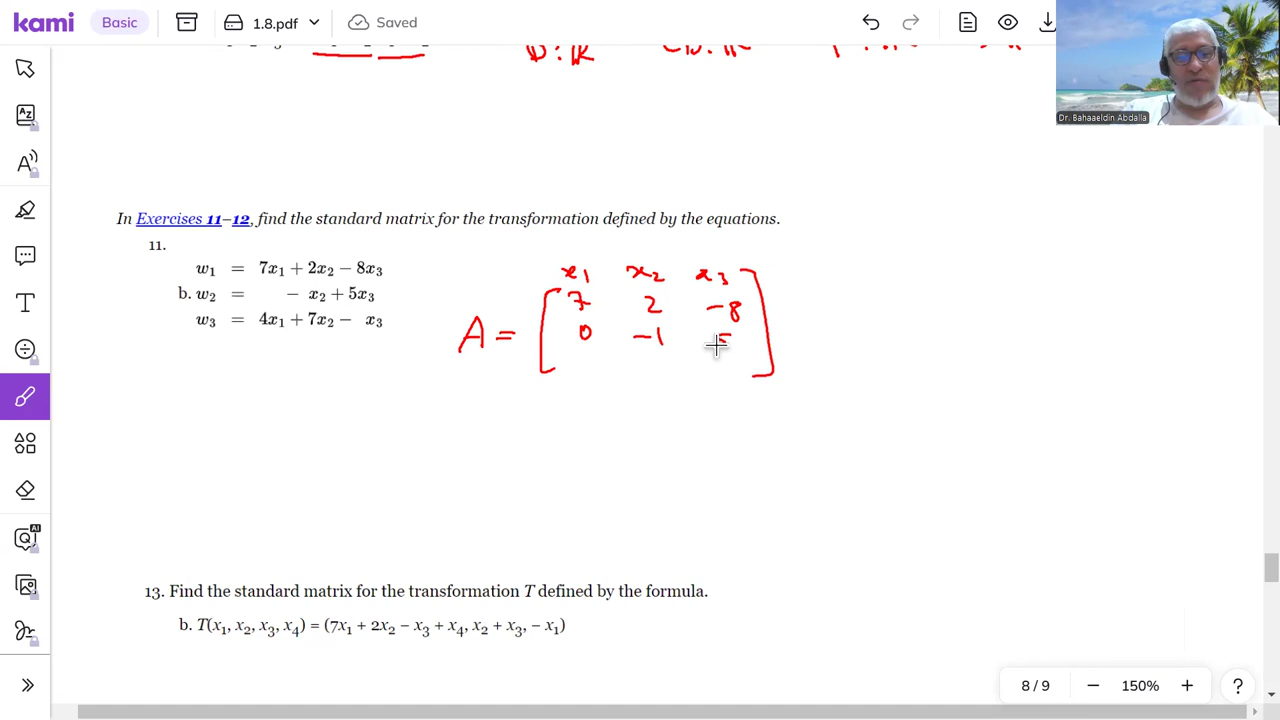 kami Basic 1.8.pdf Saved
Dr. Bahaaeldin Abdalla
In Exercises 11–12, find the standard matrix for the transformation defined by the equations.
11.
w₁ = 7x₁ + 2x₂ − 8x₃
b. w₂ = − x₂ + 5x₃
w₃ = 4x₁ + 7x₂ − x₃
x₁ x₂ x₃
7 2 −8
A = 0 −1 5
13. Find the standard matrix for the transformation T defined by the formula.
b. T(x₁, x₂, x₃, x₄) = (7x₁ + 2x₂ − x₃ + x₄, x₂ + x₃, − x₁)
8 / 9 − 150% + ?